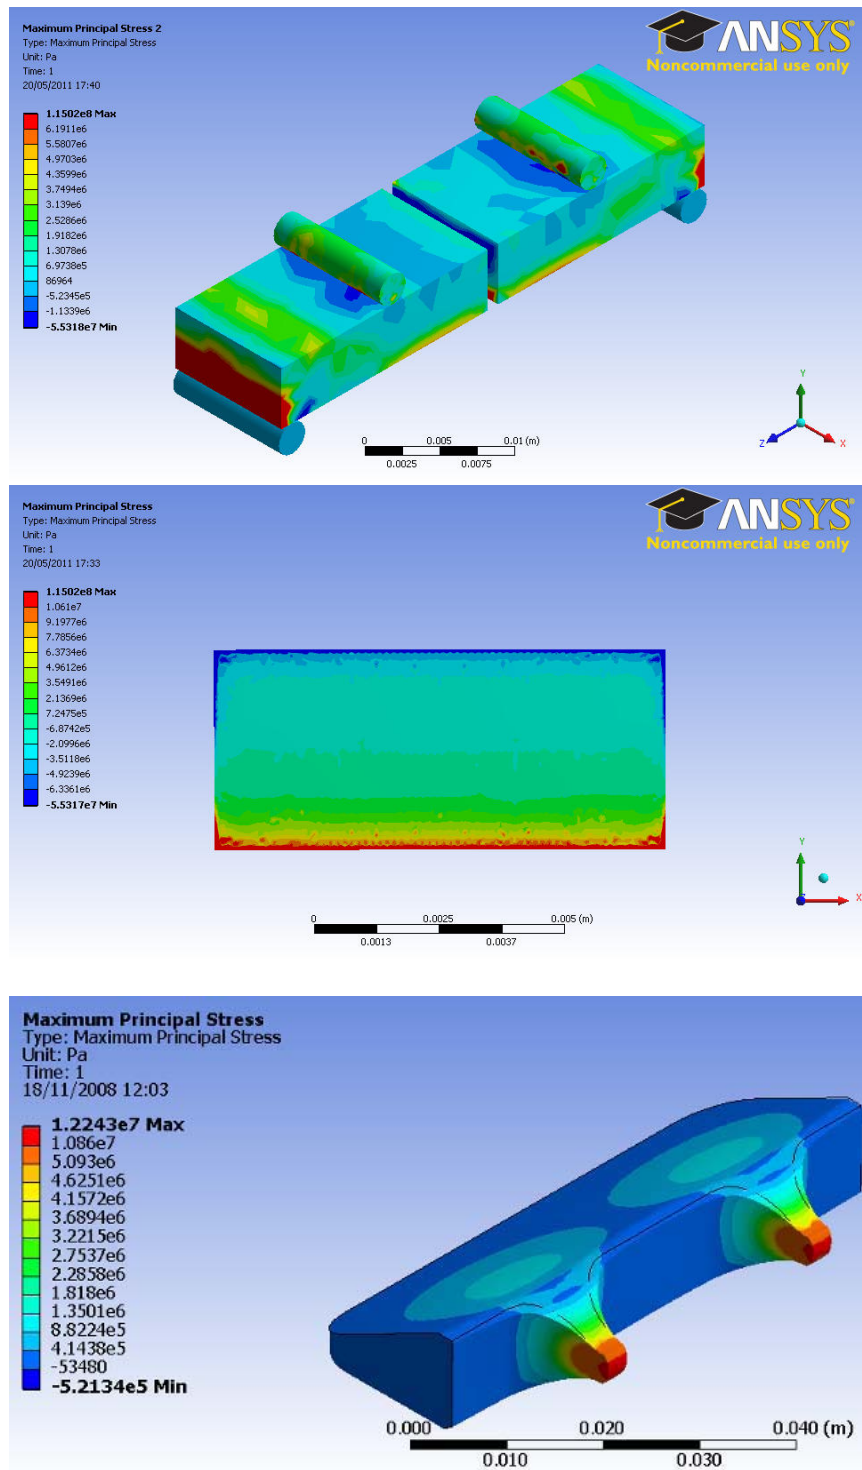 Maximum Principal Stress 2
Type: Maximum Principal Stress
Unit: Pa
Time: 1
20/05/2011 17:40
ANSYS
Noncommercial use only
1.1502e8 Max
6.1911e6
5.5807e6
4.9703e6
4.3599e6
3.7494e6
3.139e6
2.5286e6
1.9182e6
1.3078e6
6.9738e5
86964
-5.2345e5
-1.1339e6
-5.5318e7 Min
0 0.005 0.01 (m)
0.0025 0.0075
Y
Z X
Maximum Principal Stress
Type: Maximum Principal Stress
Unit: Pa
Time: 1
20/05/2011 17:33
ANSYS
Noncommercial use only
1.1502e8 Max
1.061e7
9.1977e6
7.7856e6
6.3734e6
4.9612e6
3.5491e6
2.1369e6
7.2475e5
-6.8742e5
-2.0996e6
-3.5118e6
-4.9239e6
-6.3361e6
-5.5317e7 Min
0 0.0025 0.005 (m)
0.0013 0.0037
Y
Z X
Maximum Principal Stress
Type: Maximum Principal Stress
Unit: Pa
Time: 1
18/11/2008 12:03
1.2243e7 Max
1.086e7
5.093e6
4.6251e6
4.1572e6
3.6894e6
3.2215e6
2.7537e6
2.2858e6
1.818e6
1.3501e6
8.8224e5
4.1438e5
-53480
-5.2134e5 Min
0.000 0.020 0.040 (m)
0.010 0.030